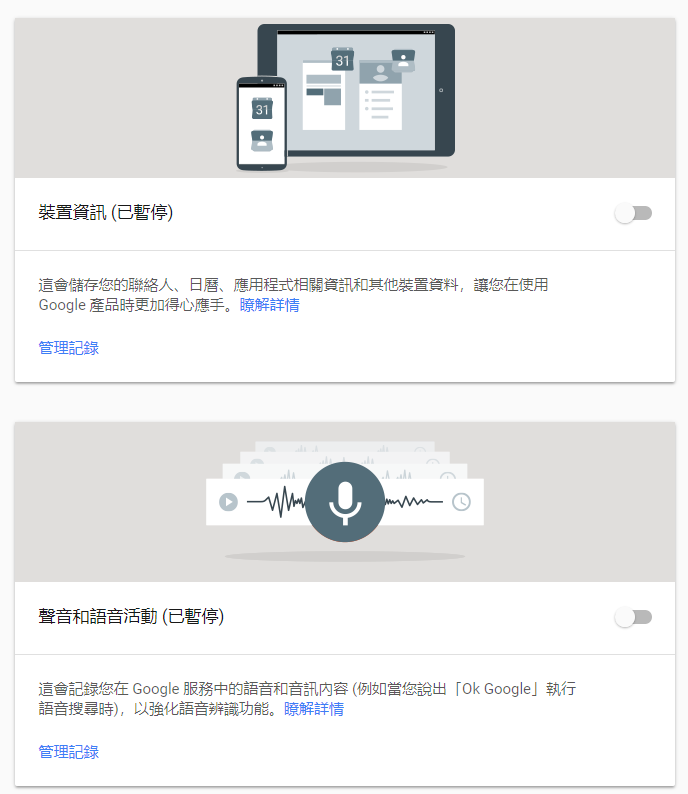 31
31
裝置資訊 (已暫停)
這會儲存您的聯絡人、日曆、應用程式相關資訊和其他裝置資料，讓您在使用
Google 產品時更加得心應手。瞭解詳情
管理記錄
聲音和語音活動 (已暫停)
這會記錄您在 Google 服務中的語音和音訊內容 (例如當您說出「Ok Google」執行
語音搜尋時)，以強化語音辨識功能。瞭解詳情
管理記錄